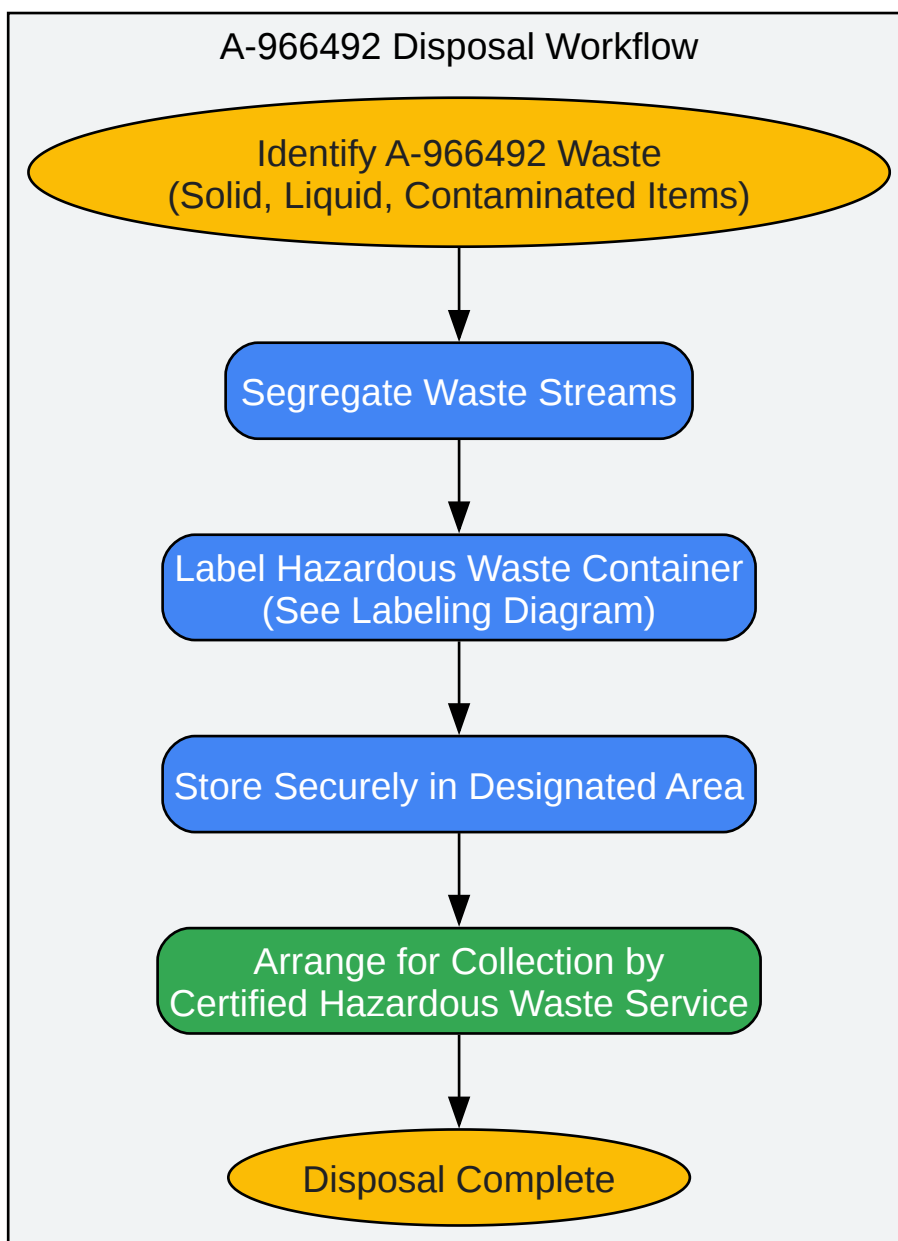 A-966492 Disposal Workflow
Identify A-966492 Waste
(Solid, Liquid, Contaminated Items)
Segregate Waste Streams
Label Hazardous Waste Container
(See Labeling Diagram)
Store Securely in Designated Area
Arrange for Collection by
Certified Hazardous Waste Service
Disposal Complete